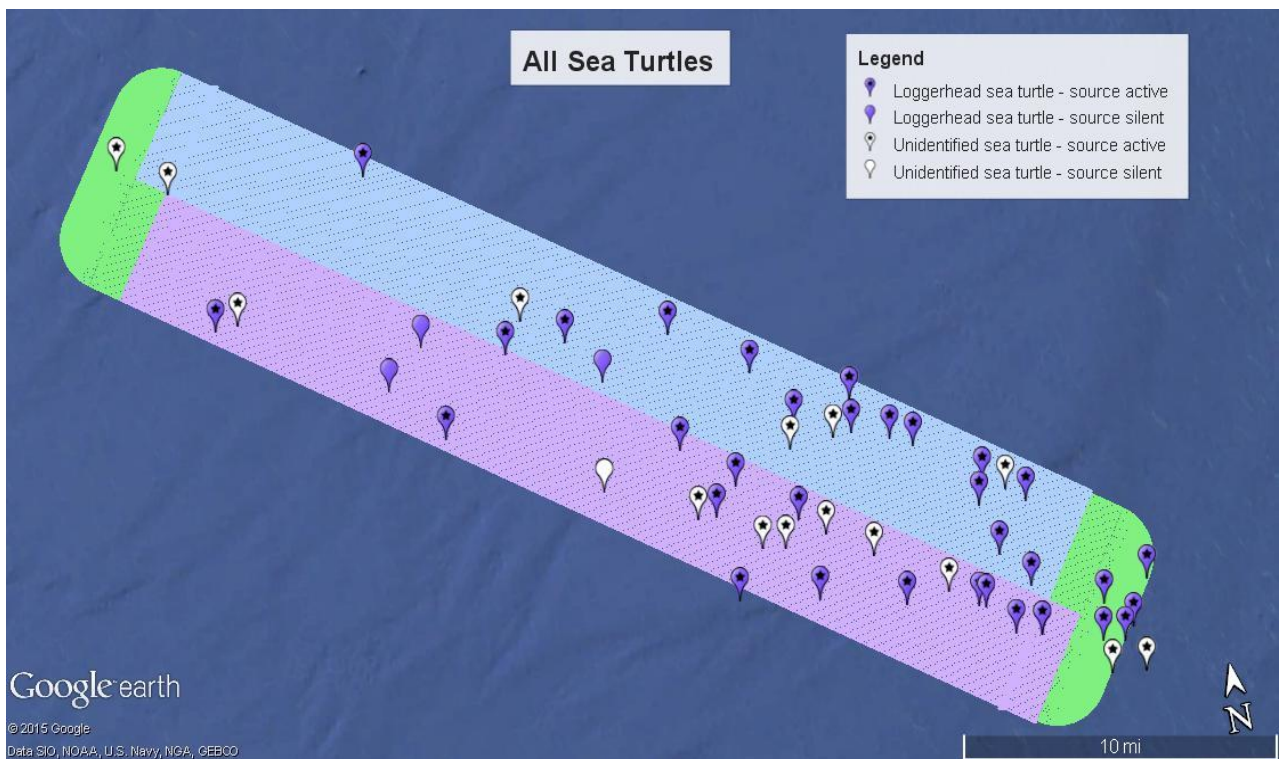 All Sea Turtles
Legend
Loggerhead sea turtle - source active
Loggerhead sea turtle - source silent
Unidentified sea turtle - source active
Unidentified sea turtle - source silent
Google earth
© 2015 Google
Data SIO, NOAA, U.S. Navy, NGA, GEBCO
N
10 mi